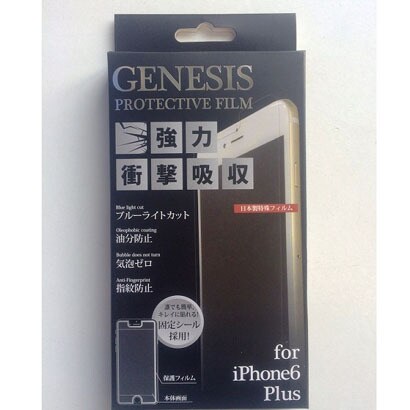 GENESIS
PROTECTIVE FILM
強力
衝撃吸収
日本製特殊フィルム
Blue light cut
ブルーライトカット
Oleophobic coating
油分防止
Bubble does not turn
気泡ゼロ
Anti Fingerprint
指紋防止
誰でも簡単、
キレイに貼れる!
固定シール
採用!
保護フィルム
本体画面
for
iPhone6
Plus